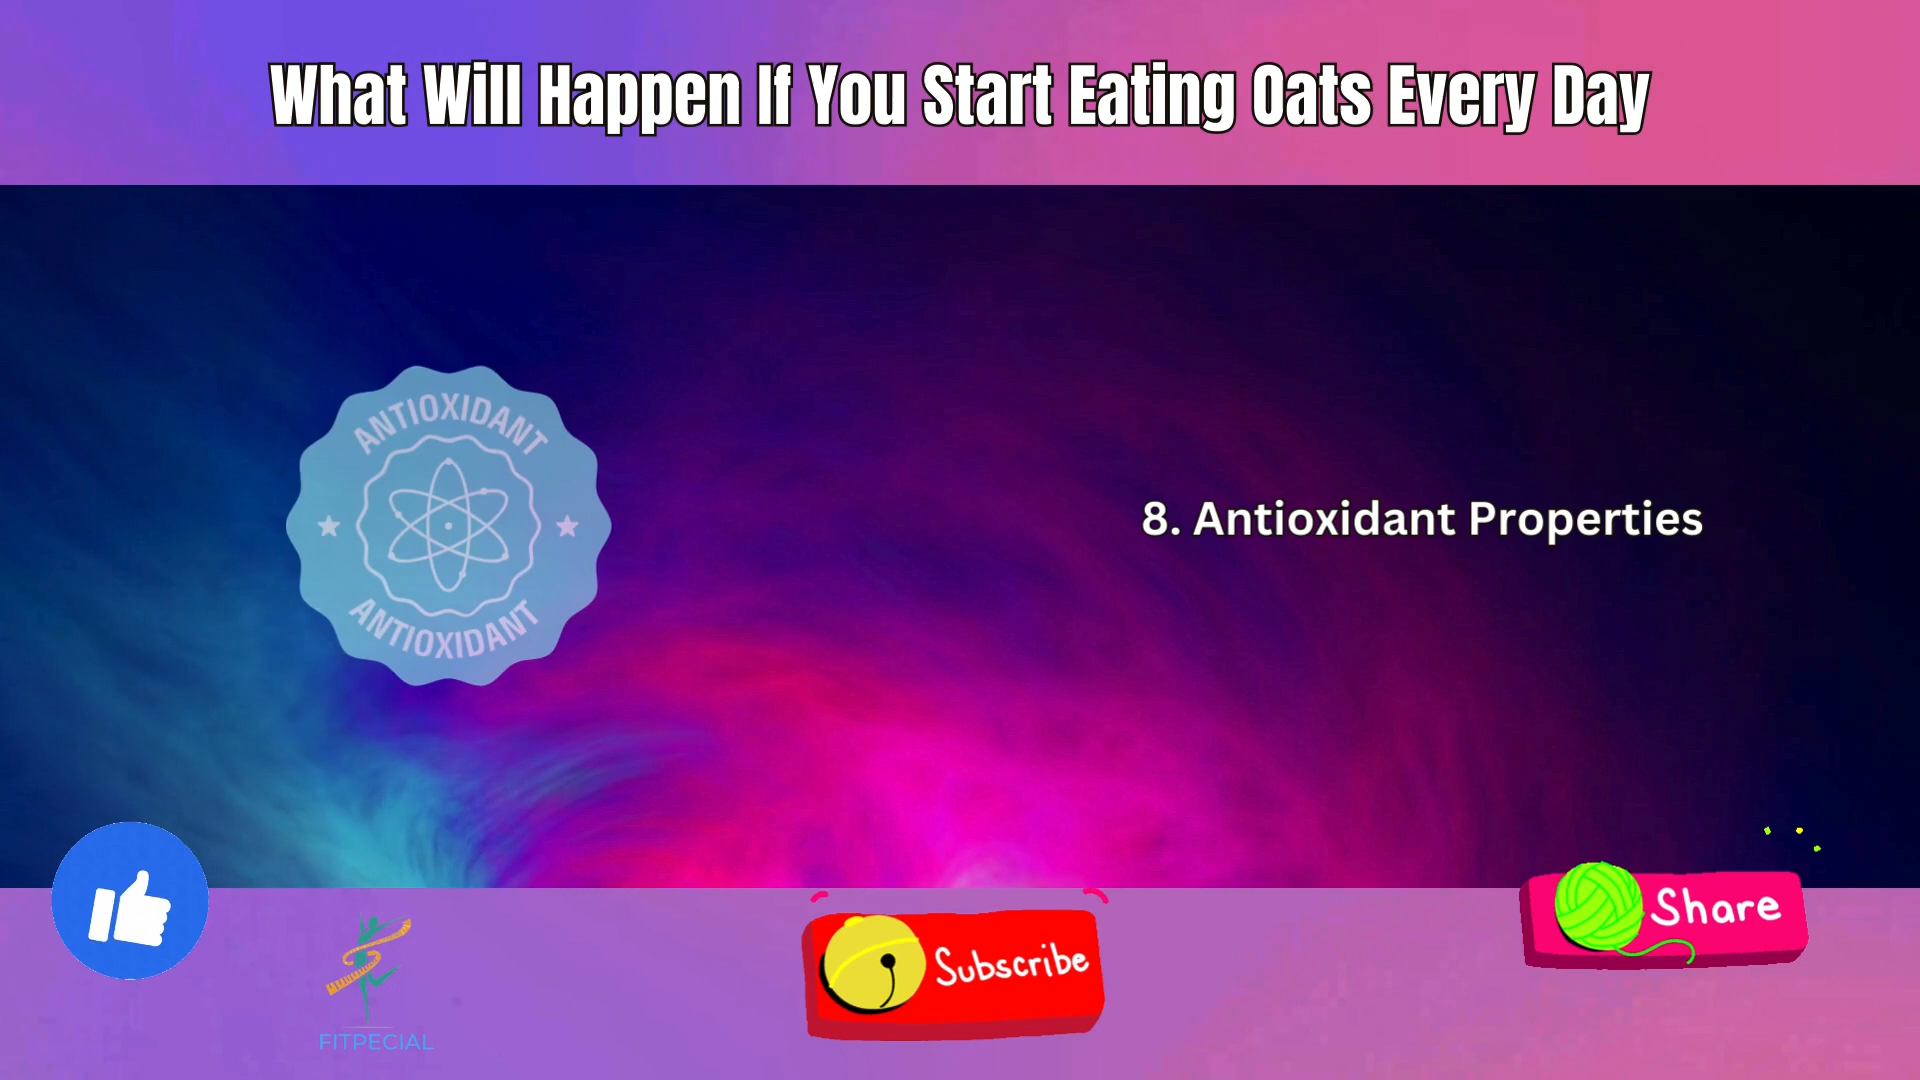 What Will Happen If You Start Eating Oats Every Day
ANTIOXIDANT
ANTIOXIDANT
8. Antioxidant Properties
Share
Subscribe
FITPECIAL